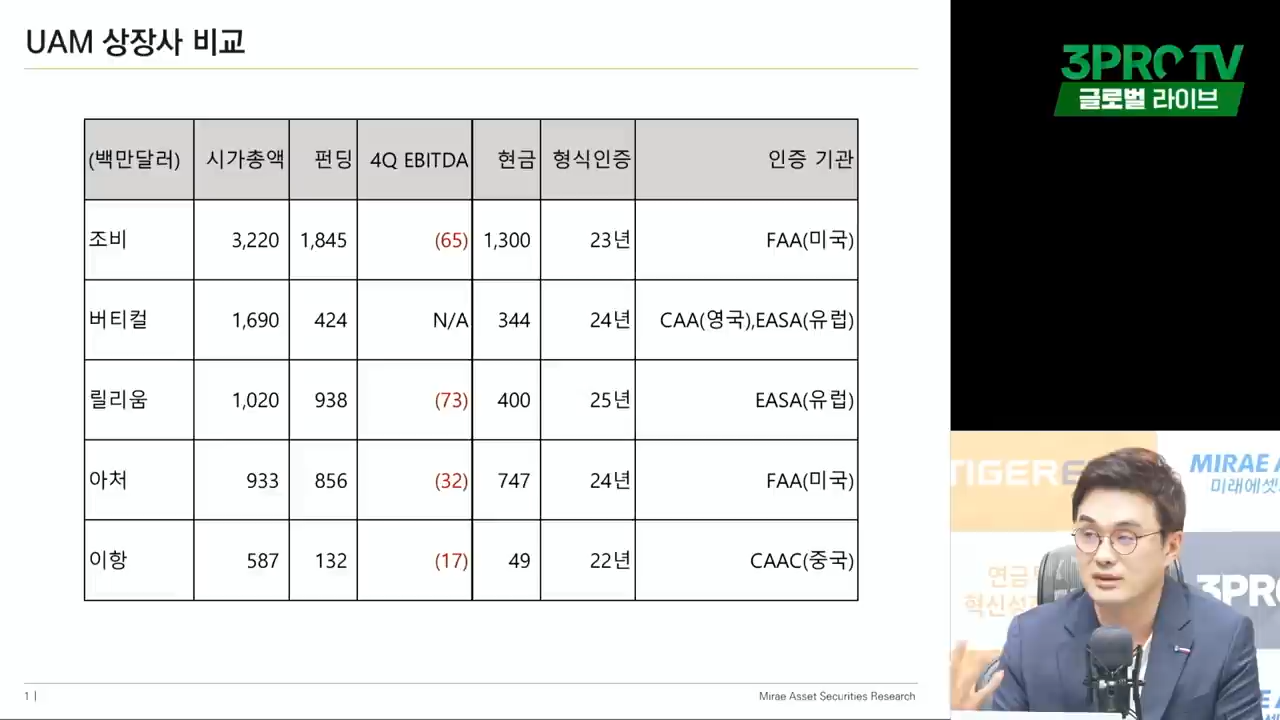 UAM 상장사 비교
(백만달러) 시가총액 펀딩 4Q EBITDA 현금 형식인증 인증 기관
조비 3,220 1,845 (65) 1,300 23년 FAA(미국)
버티컬 1,690 424 N/A 344 24년 CAA(영국),EASA(유럽)
릴리움 1,020 938 (73) 400 25년 EASA(유럽)
아처 933 856 (32) 747 24년 FAA(미국)
이항 587 132 (17) 49 22년 CAAC(중국)
1 |
Mirae Asset Securities Research
3PRO TV
글로벌 라이브
TIGER
MIRAE A
미래에셋
연금
혁신성
3PRO